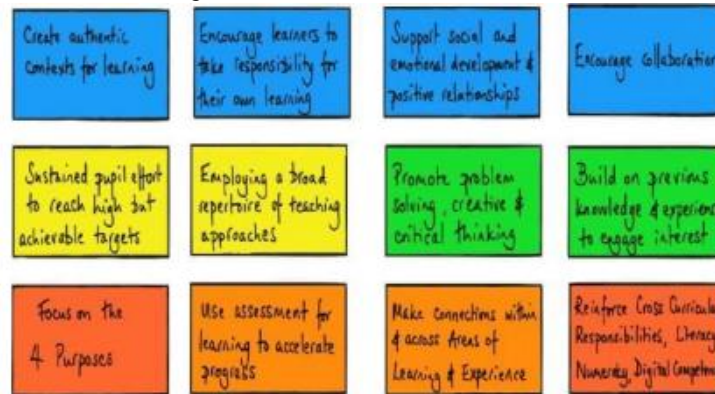 Create authentic
Contexts for learning
Encourage learners to
take responsibility for
their own learning
Support social and
emotional development &
positive relationships
Encourage collaboration
Sustained pupil effort
to reach high but
achievable targets
Employing a broad
repertoire of teaching
approaches
Promote problem
solving, creative &
critical thinking
Build on previous
knowledge & experience
to engage interest
Focus on the
4 Purposes
Use assessment for
learning to accelerate
progress
Make connections within
& across Areas of
Learning & Experience
Reinforce Cross
Responsibilities,
Numeracy, Digital